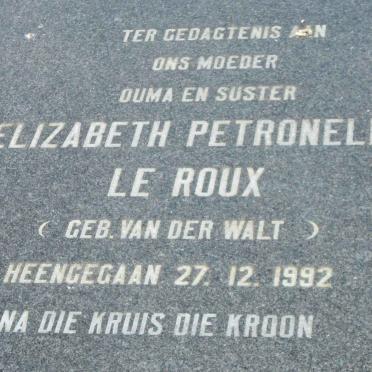 TER GEDAGTENIS AAN
ONS MOEDER
OUMA EN SUSTER
ELIZABETH PETRONELL
LE ROUX
( GEB. VAN DER WALT )
HEENGEGAAN 27. 12. 1992
NA DIE KRUIS DIE KROON